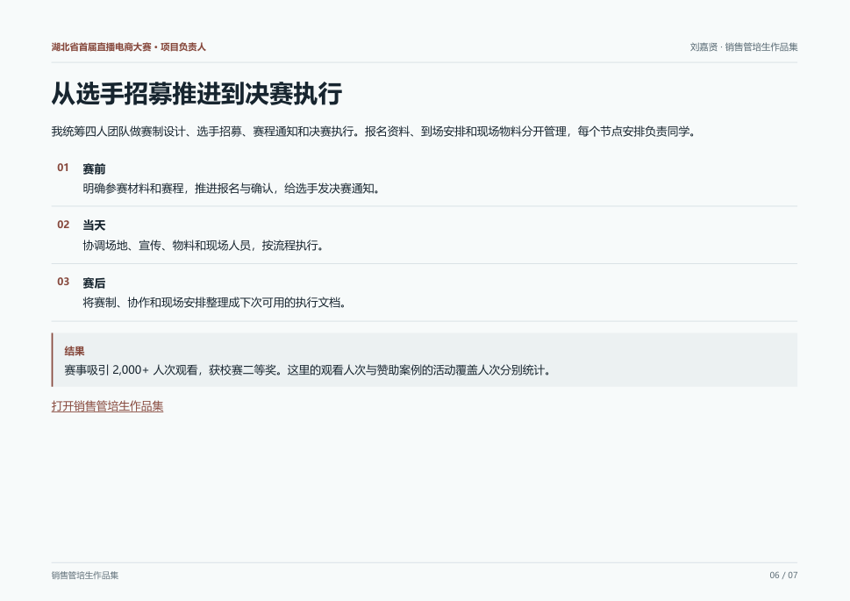 湖北省首届直播电商大赛 · 项目负责人
刘嘉贤 · 销售管培生作品集
从选手招募推进到决赛执行
我统筹四人团队做赛制设计、选手招募、赛程通知和决赛执行。报名资料、到场安排和现场物料分开管理，每个节点安排负责同学。
01 赛前
明确参赛材料和赛程，推进报名与确认，给选手发决赛通知。
02 当天
协调场地、宣传、物料和现场人员，按流程执行。
03 赛后
将赛制、协作和现场安排整理成下次可用的执行文档。
结果
赛事吸引 2,000+ 人次观看，获校赛二等奖。这里的观看人次与赞助案例的活动覆盖人次分别统计。
打开销售管培生作品集
销售管培生作品集
06 / 07